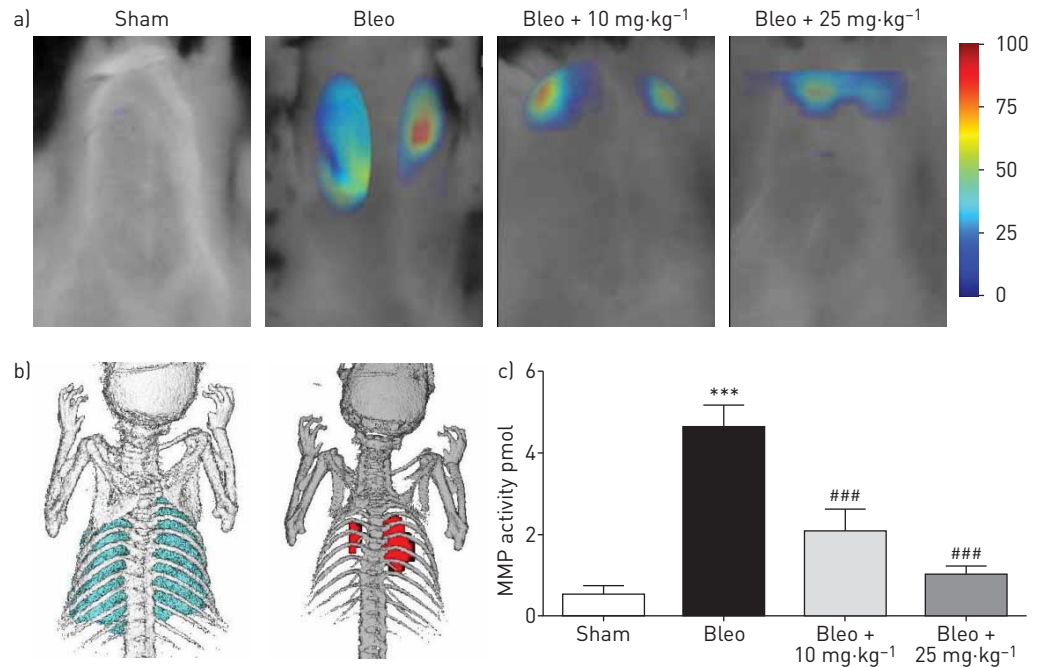 a)
Sham
Bleo
Bleo + 10 mg·kg⁻¹
Bleo + 25 mg·kg⁻¹
100
75
50
25
0
b)
c)
MMP activity pmol
6
4
2
0
***
###
###
Sham
Bleo
Bleo +
10 mg·kg⁻¹
Bleo +
25 mg·kg⁻¹